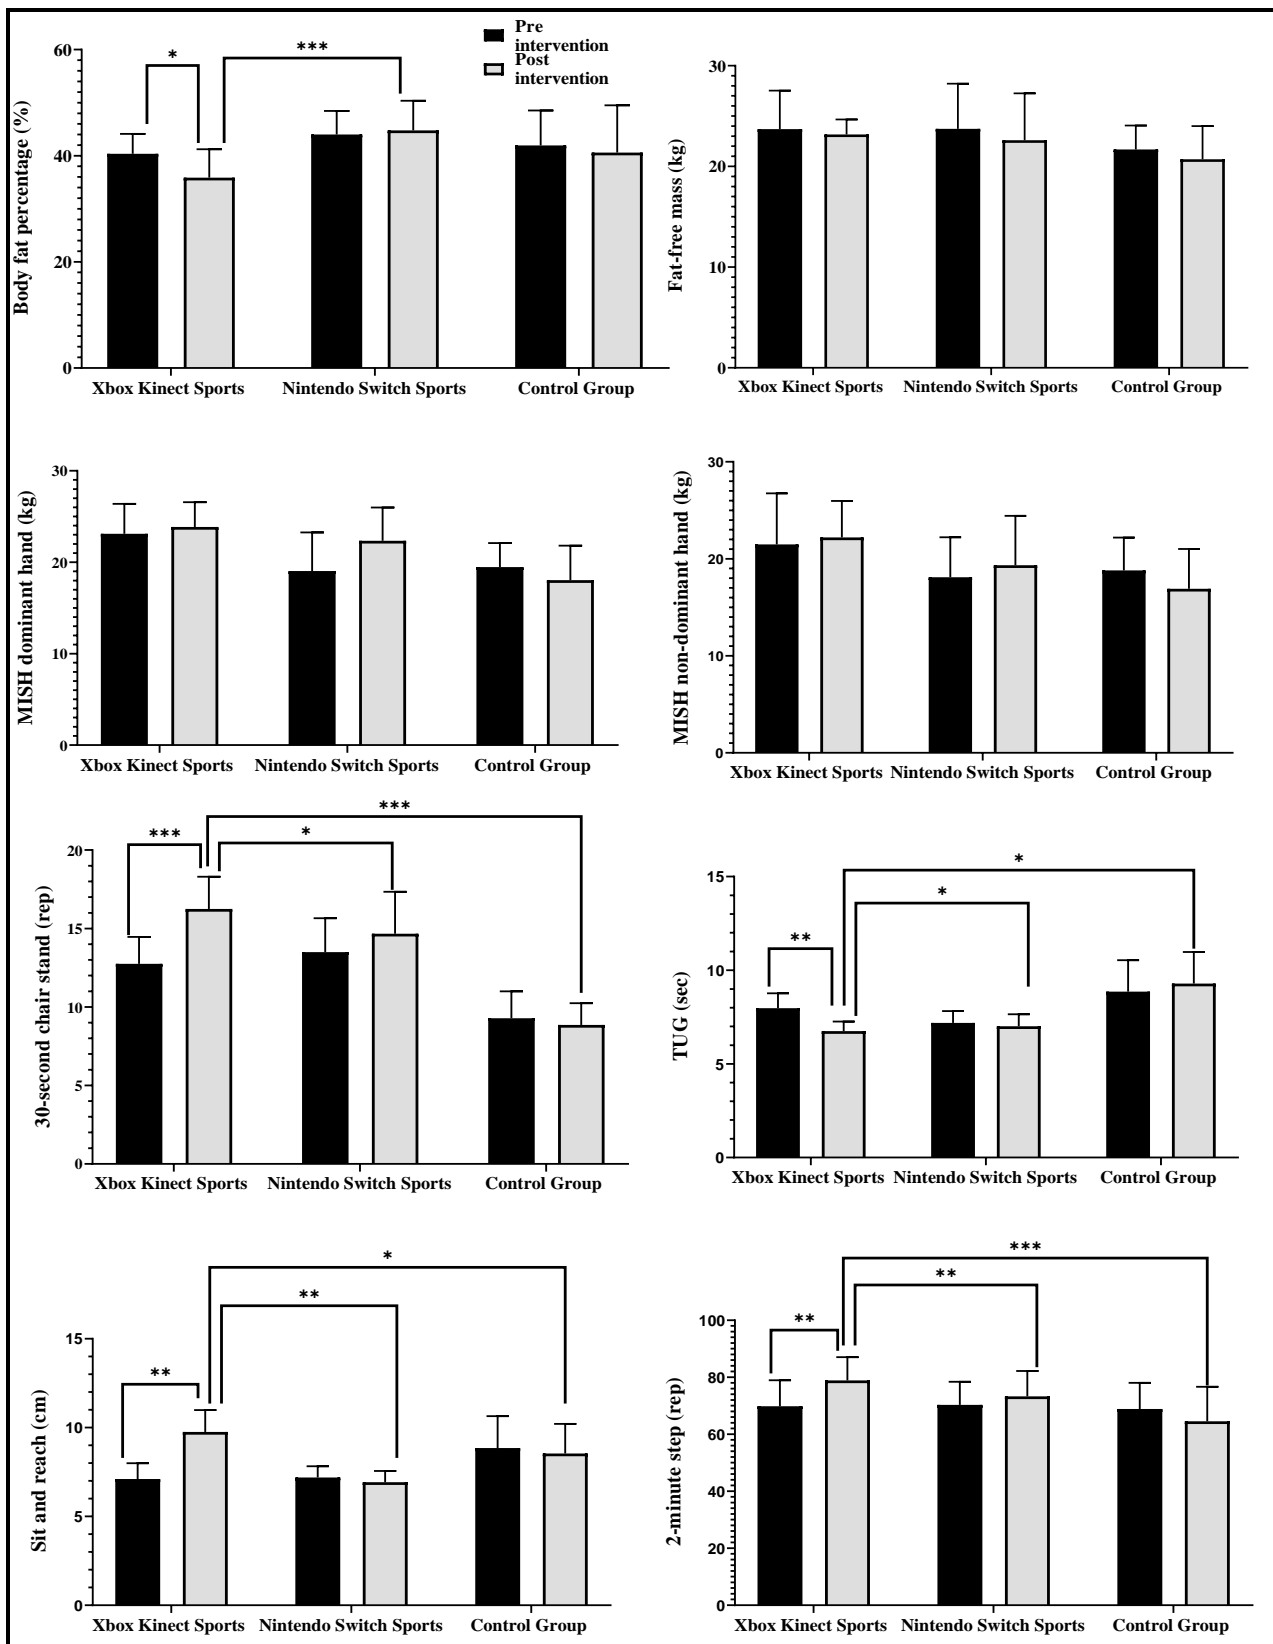 Pre
intervention
Post
intervention
Body fat percentage (%)
60
40
20
0
*
***
Xbox Kinect Sports
Nintendo Switch Sports
Control Group
Fat-free mass (kg)
30
20
10
0
Xbox Kinect Sports
Nintendo Switch Sports
Control Group
MISH dominant hand (kg)
30
20
10
0
Xbox Kinect Sports
Nintendo Switch Sports
Control Group
MISH non-dominant hand (kg)
30
20
10
0
Xbox Kinect Sports
Nintendo Switch Sports
Control Group
30-second chair stand (rep)
20
15
10
5
0
***
*
***
Xbox Kinect Sports
Nintendo Switch Sports
Control Group
TUG (sec)
15
10
5
0
**
*
*
Xbox Kinect Sports
Nintendo Switch Sports
Control Group
Sit and reach (cm)
15
10
5
0
**
**
*
Xbox Kinect Sports
Nintendo Switch Sports
Control Group
2-minute step (rep)
100
80
60
40
20
0
**
**
***
Xbox Kinect Sports
Nintendo Switch Sports
Control Group